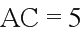 AC = 5